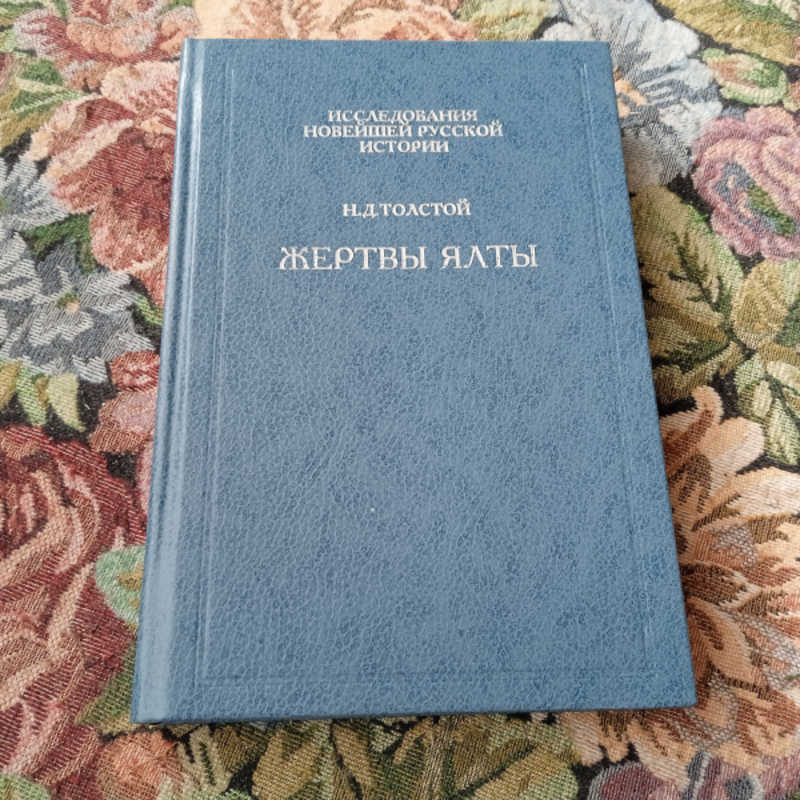 ИССЛЕДОВАНИЯ
НОВЕЙШЕЙ РУССКОЙ
ИСТОРИИ
Н.Д.ТОЛСТОЙ
ЖЕРТВЫ ЯЛТЫ